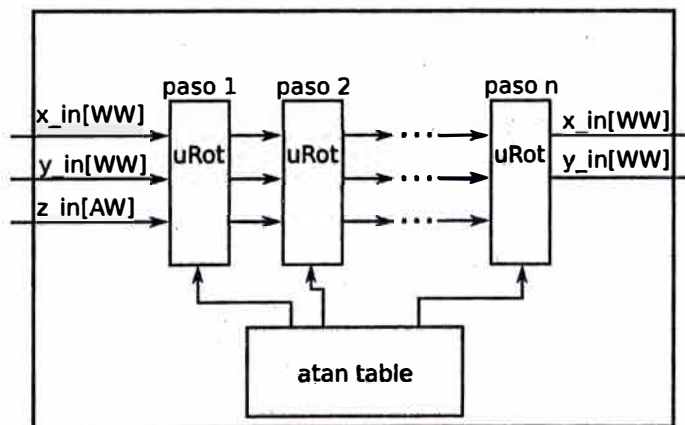 paso 1 paso 2 paso n
x_in[WW] x_in[WW]
uRot uRot uRot
y_in[WW] y_in[WW]
z_in[AW]
atan table